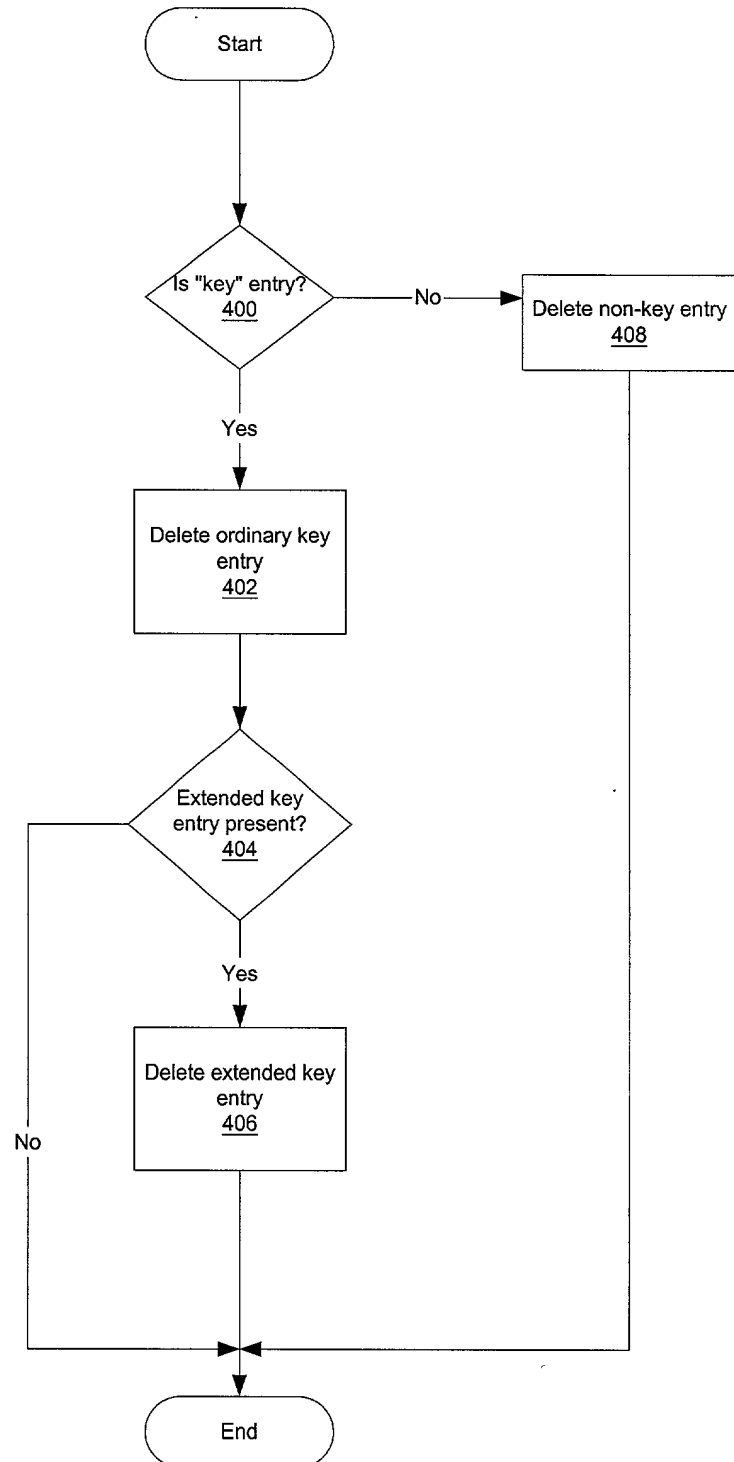 Start
Is "key" entry?
400
No
Delete non-key entry
408
Yes
Delete ordinary key
entry
402
Extended key
entry present?
404
Yes
Delete extended key
entry
406
No
End